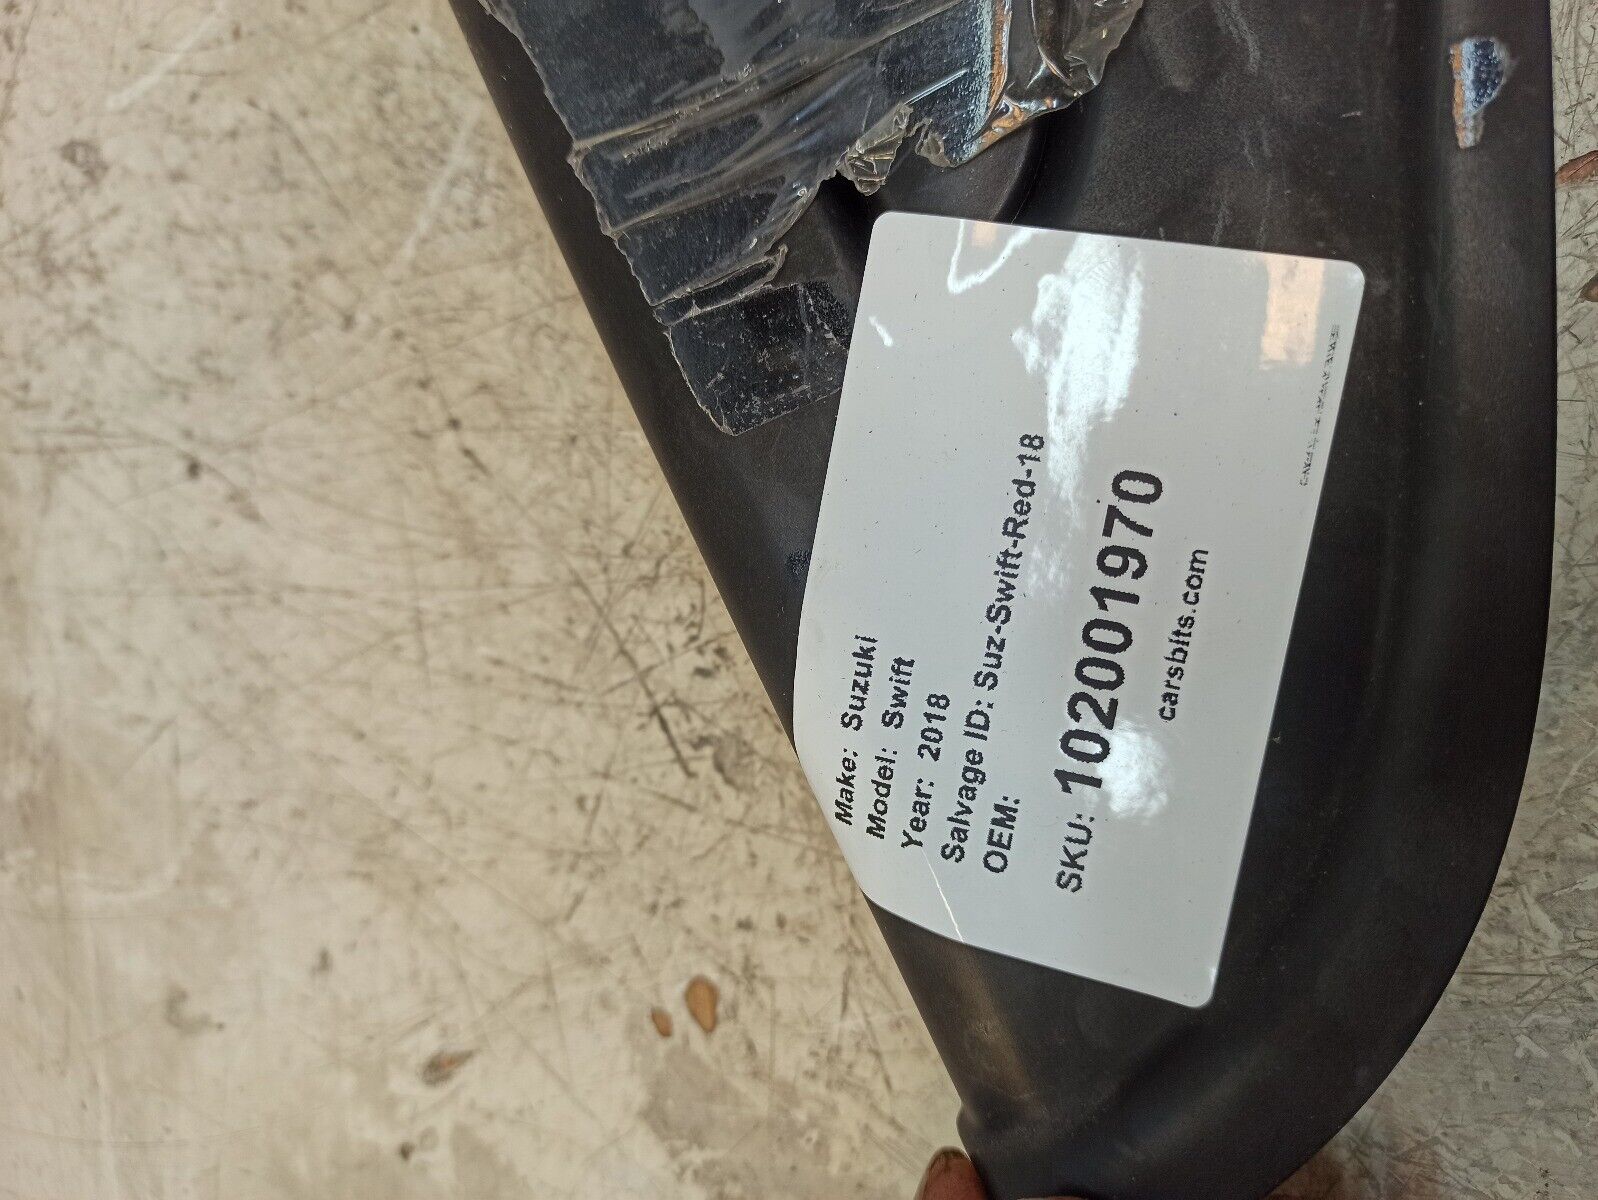 Make: Suzuki
Model: Swift
Year: 2018
Salvage ID: Suz-Swift-Red-18
OEM:
SKU: 102001970
carsbits.com